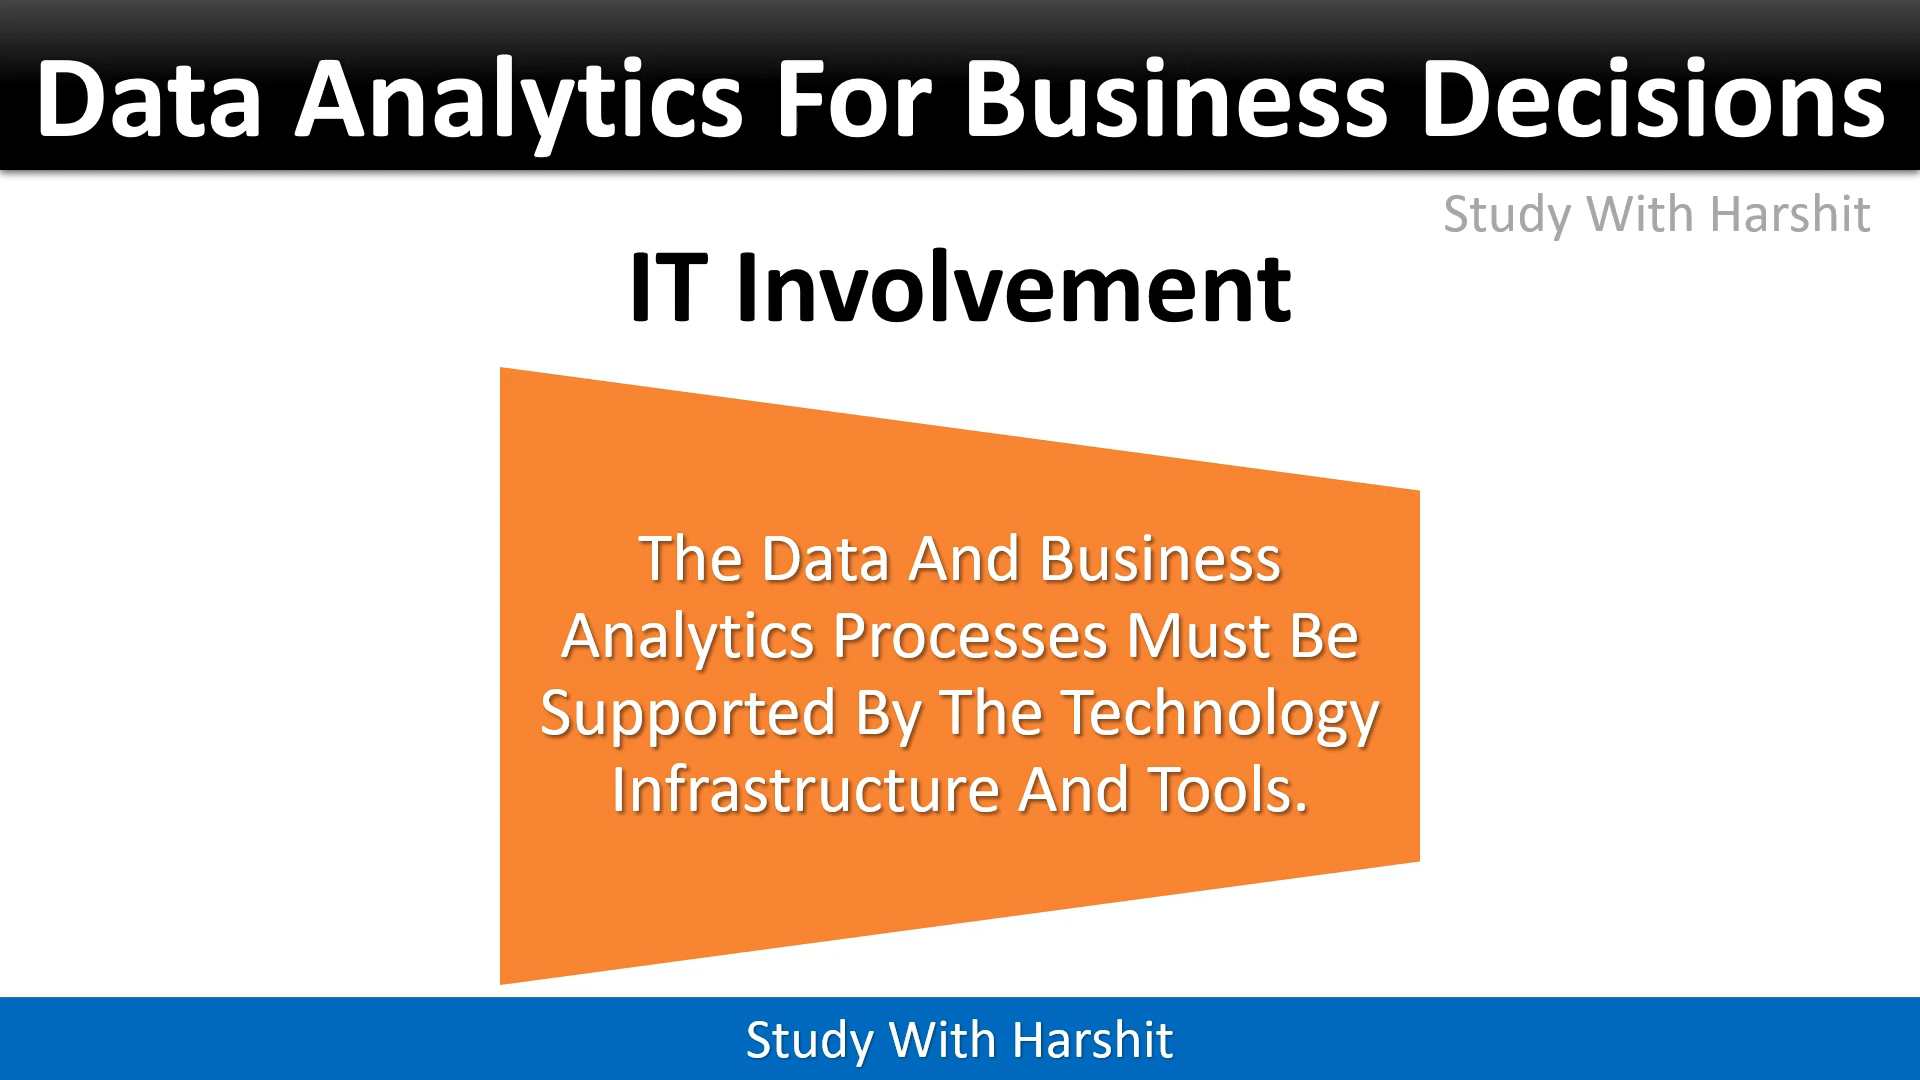 Data Analytics For Business Decisions
Study With Harshit
IT Involvement
The Data And Business
Analytics Processes Must Be
Supported By The Technology
Infrastructure And Tools.
Study With Harshit